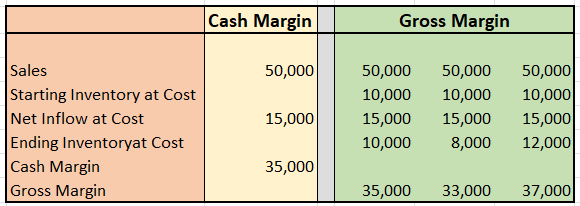 Cash Margin Gross Margin
Sales 50,000 50,000 50,000 50,000
Starting Inventory at Cost 10,000 10,000 10,000
Net Inflow at Cost 15,000 15,000 15,000 15,000
Ending Inventoryat Cost 10,000 8,000 12,000
Cash Margin 35,000
Gross Margin 35,000 33,000 37,000